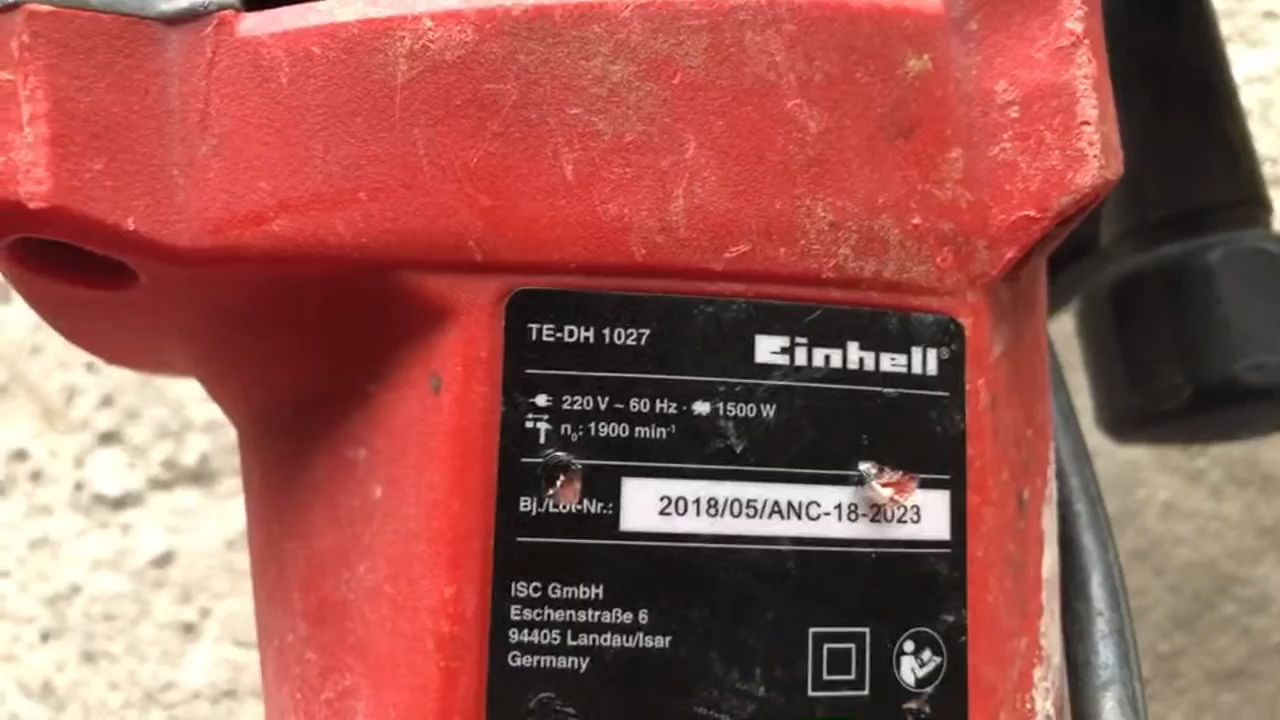 TE-DH 1027
Einhell®
220 V ~ 60 Hz · 1500 W
n₀: 1900 min⁻¹
Bj./Lot-Nr.: 2018/05/ANC-18-2023
ISC GmbH
Eschenstraße 6
94405 Landau/Isar
Germany